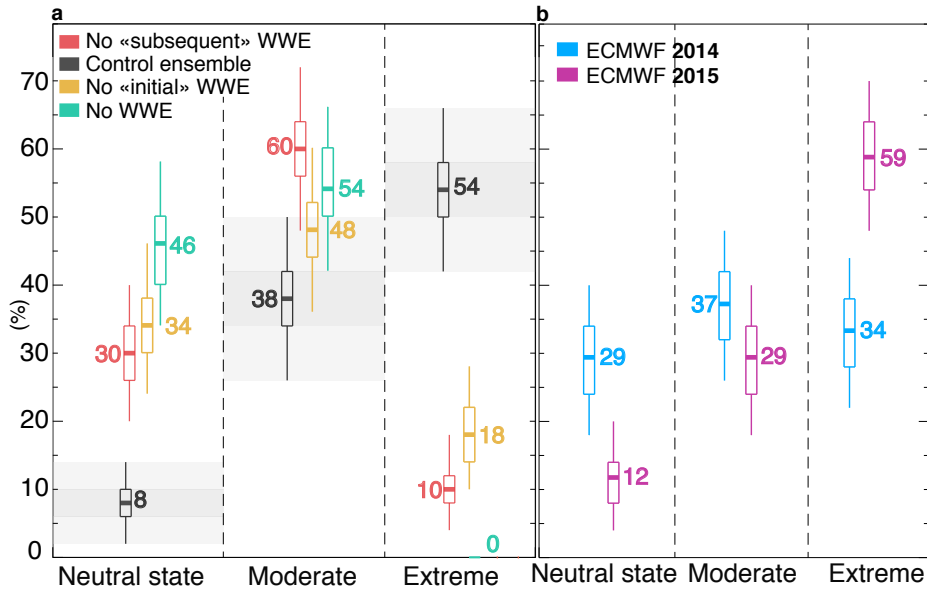 a
No «subsequent» WWE
Control ensemble
No «initial» WWE
No WWE
b
ECMWF 2014
ECMWF 2015
70
60
50
40
30
20
10
0
(%)
30
8
34
46
38
60
48
54
54
10
18
0
29
12
37
29
34
59
Neutral state
Moderate
Extreme
Neutral state
Moderate
Extreme